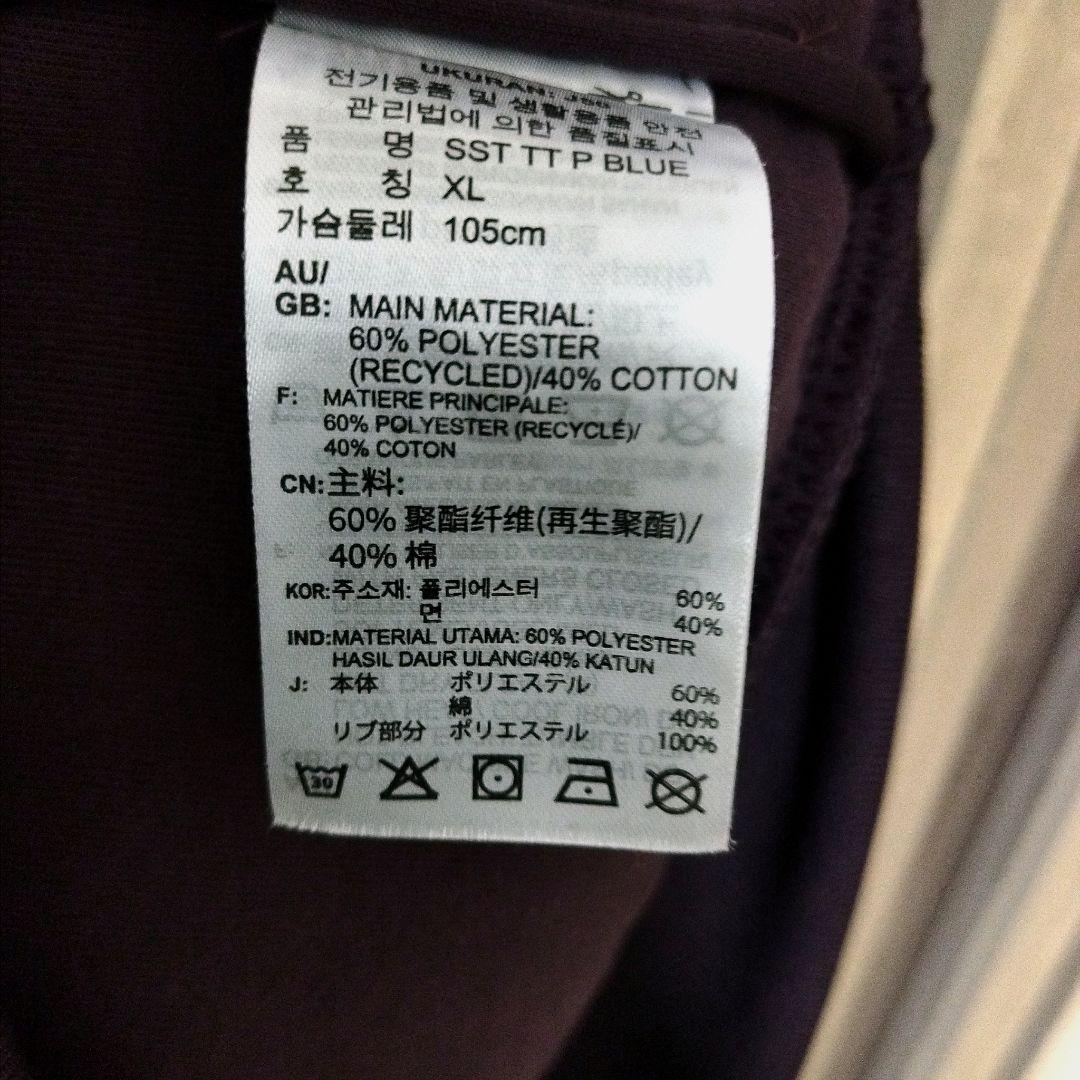 UKURAN:
전기용품 및 생활용품 안전
관리법에 의한 품질표시
품 명 SST TT P BLUE
호 칭 XL
가슴둘레 105cm
AU/
GB: MAIN MATERIAL:
60% POLYESTER
(RECYCLED)/40% COTTON
F: MATIERE PRINCIPALE:
60% POLYESTER (RECYCLÉ)/
40% COTON
CN:主料:
60% 聚酯纤维(再生聚酯)/
40% 棉
KOR:주소재: 폴리에스터 60%
면 40%
IND:MATERIAL UTAMA: 60% POLYESTER
HASIL DAUR ULANG/40% KATUN
J: 本体 ポリエステル 60%
綿 40%
リブ部分 ポリエステル 100%
30